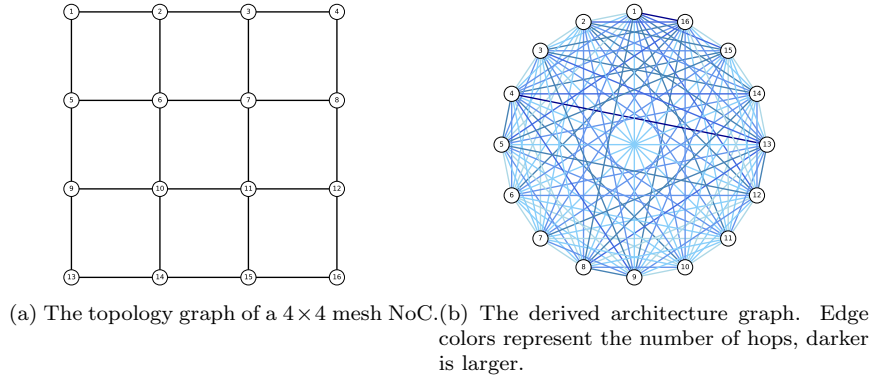 1 2 3 4
5 6 7 8
9 10 11 12
13 14 15 16
1
2 16
3 15
4 14
5 13
6 12
7 11
8 10
9
(a) The topology graph of a 4×4 mesh NoC.
(b) The derived architecture graph. Edge
colors represent the number of hops, darker
is larger.